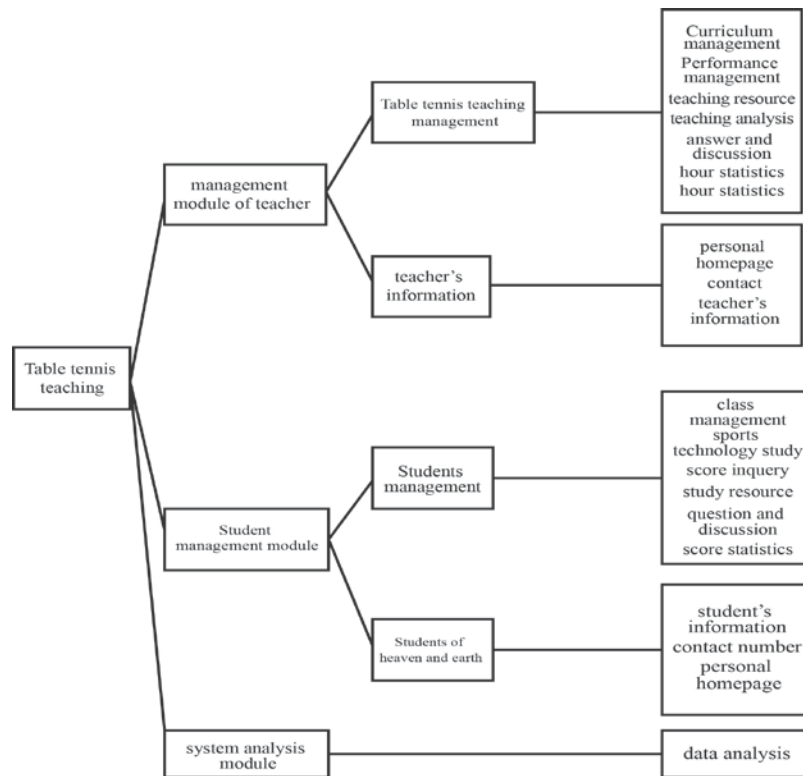 Curriculum
management
Performance
management
teaching resource
teaching analysis
answer and
discussion
hour statistics
hour statistics
Table tennis teaching
management
management
module of teacher
teacher's
information
personal
homepage
contact
teacher's
information
Table tennis
teaching
class
management
sports
technology study
score inquery
study resource
question and
discussion
score statistics
Students
management
Student
management module
Students of
heaven and earth
student's
information
contact number
personal
homepage
system analysis
module
data analysis